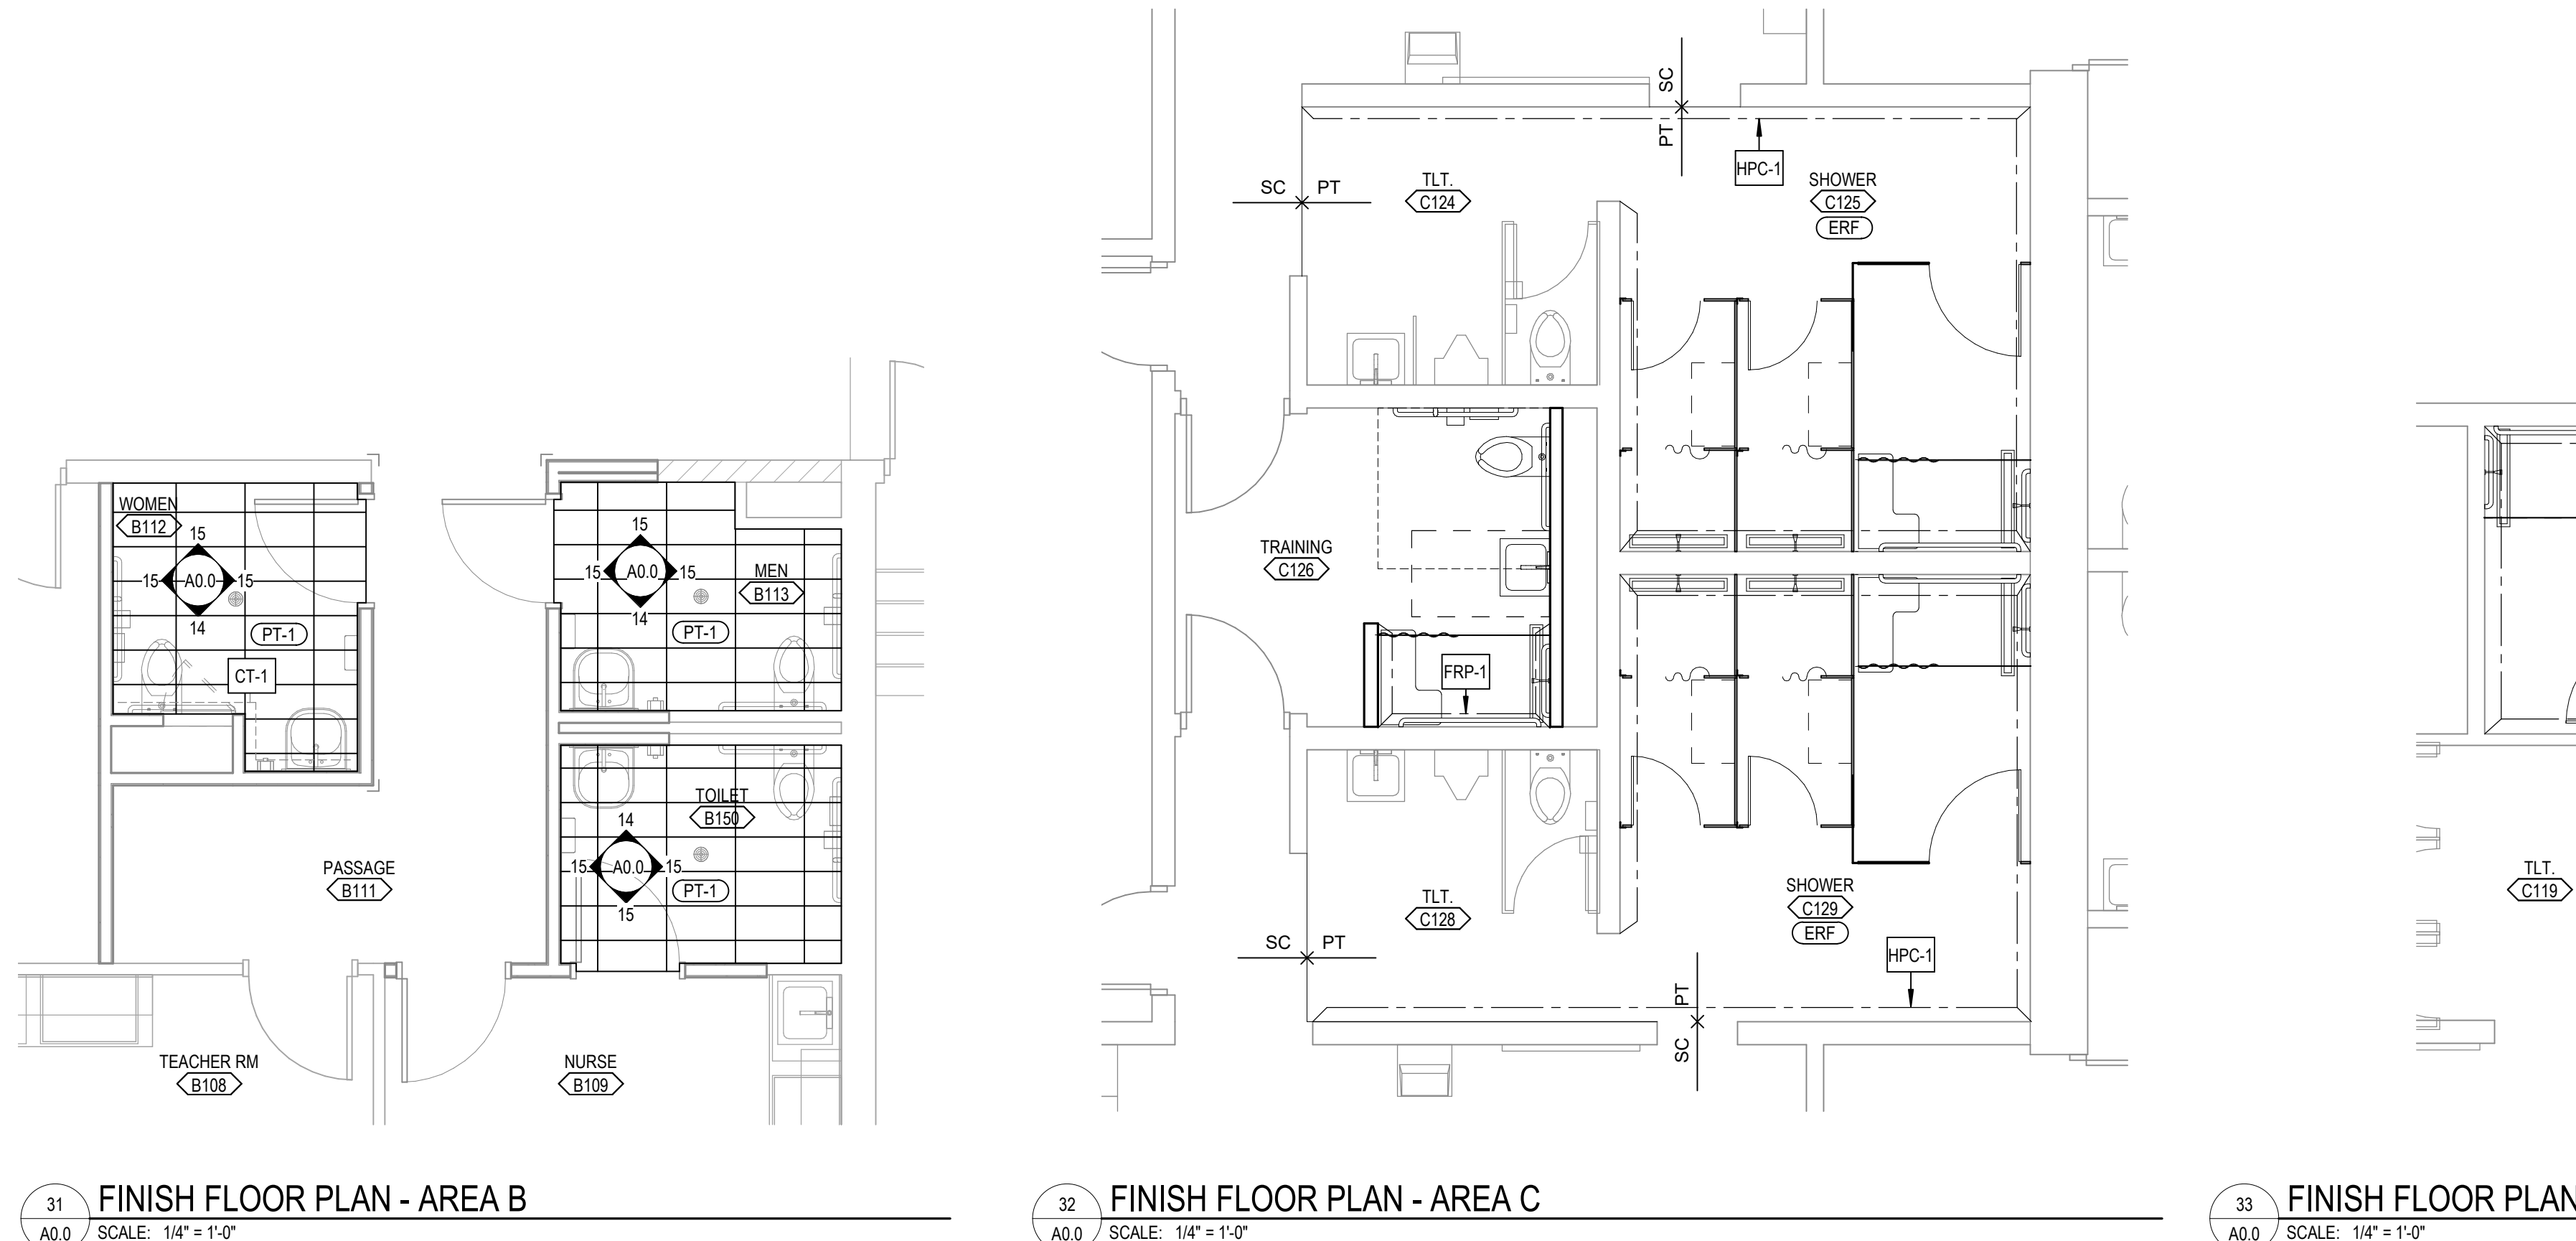 WOMEN
B112
15
15
A0.0
15
14
PT-1
CT-1
15
15
A0.0
15
14
MEN
B113
PT-1
TOILET
B150
14
15
A0.0
15
15
PT-1
PASSAGE
B111
TEACHER RM
B108
NURSE
B109
31
A0.0
FINISH FLOOR PLAN - AREA B
SCALE: 1/4" = 1'-0"
SC
PT
HPC-1
SC PT
TLT.
C124
SHOWER
C125
ERF
TRAINING
C126
FRP-1
TLT.
C128
SHOWER
C129
ERF
SC PT
HPC-1
PT
SC
32
A0.0
FINISH FLOOR PLAN - AREA C
SCALE: 1/4" = 1'-0"
TLT.
C119
33
A0.0
FINISH FLOOR PLAN
SCALE: 1/4" = 1'-0"